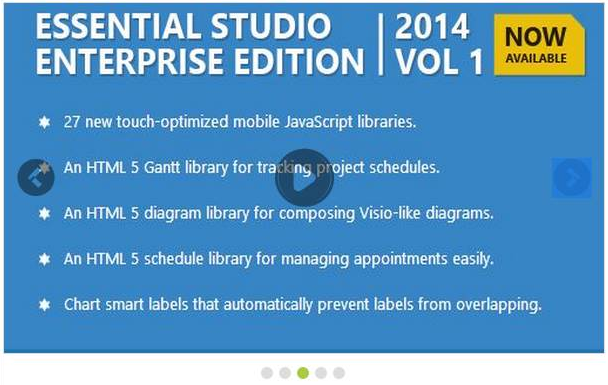 ESSENTIAL STUDIO
ENTERPRISE EDITION
2014
VOL 1
NOW
AVAILABLE
27 new touch-optimized mobile JavaScript libraries.
An HTML 5 Gantt library for tracking project schedules.
An HTML 5 diagram library for composing Visio-like diagrams.
An HTML 5 schedule library for managing appointments easily.
Chart smart labels that automatically prevent labels from overlapping.